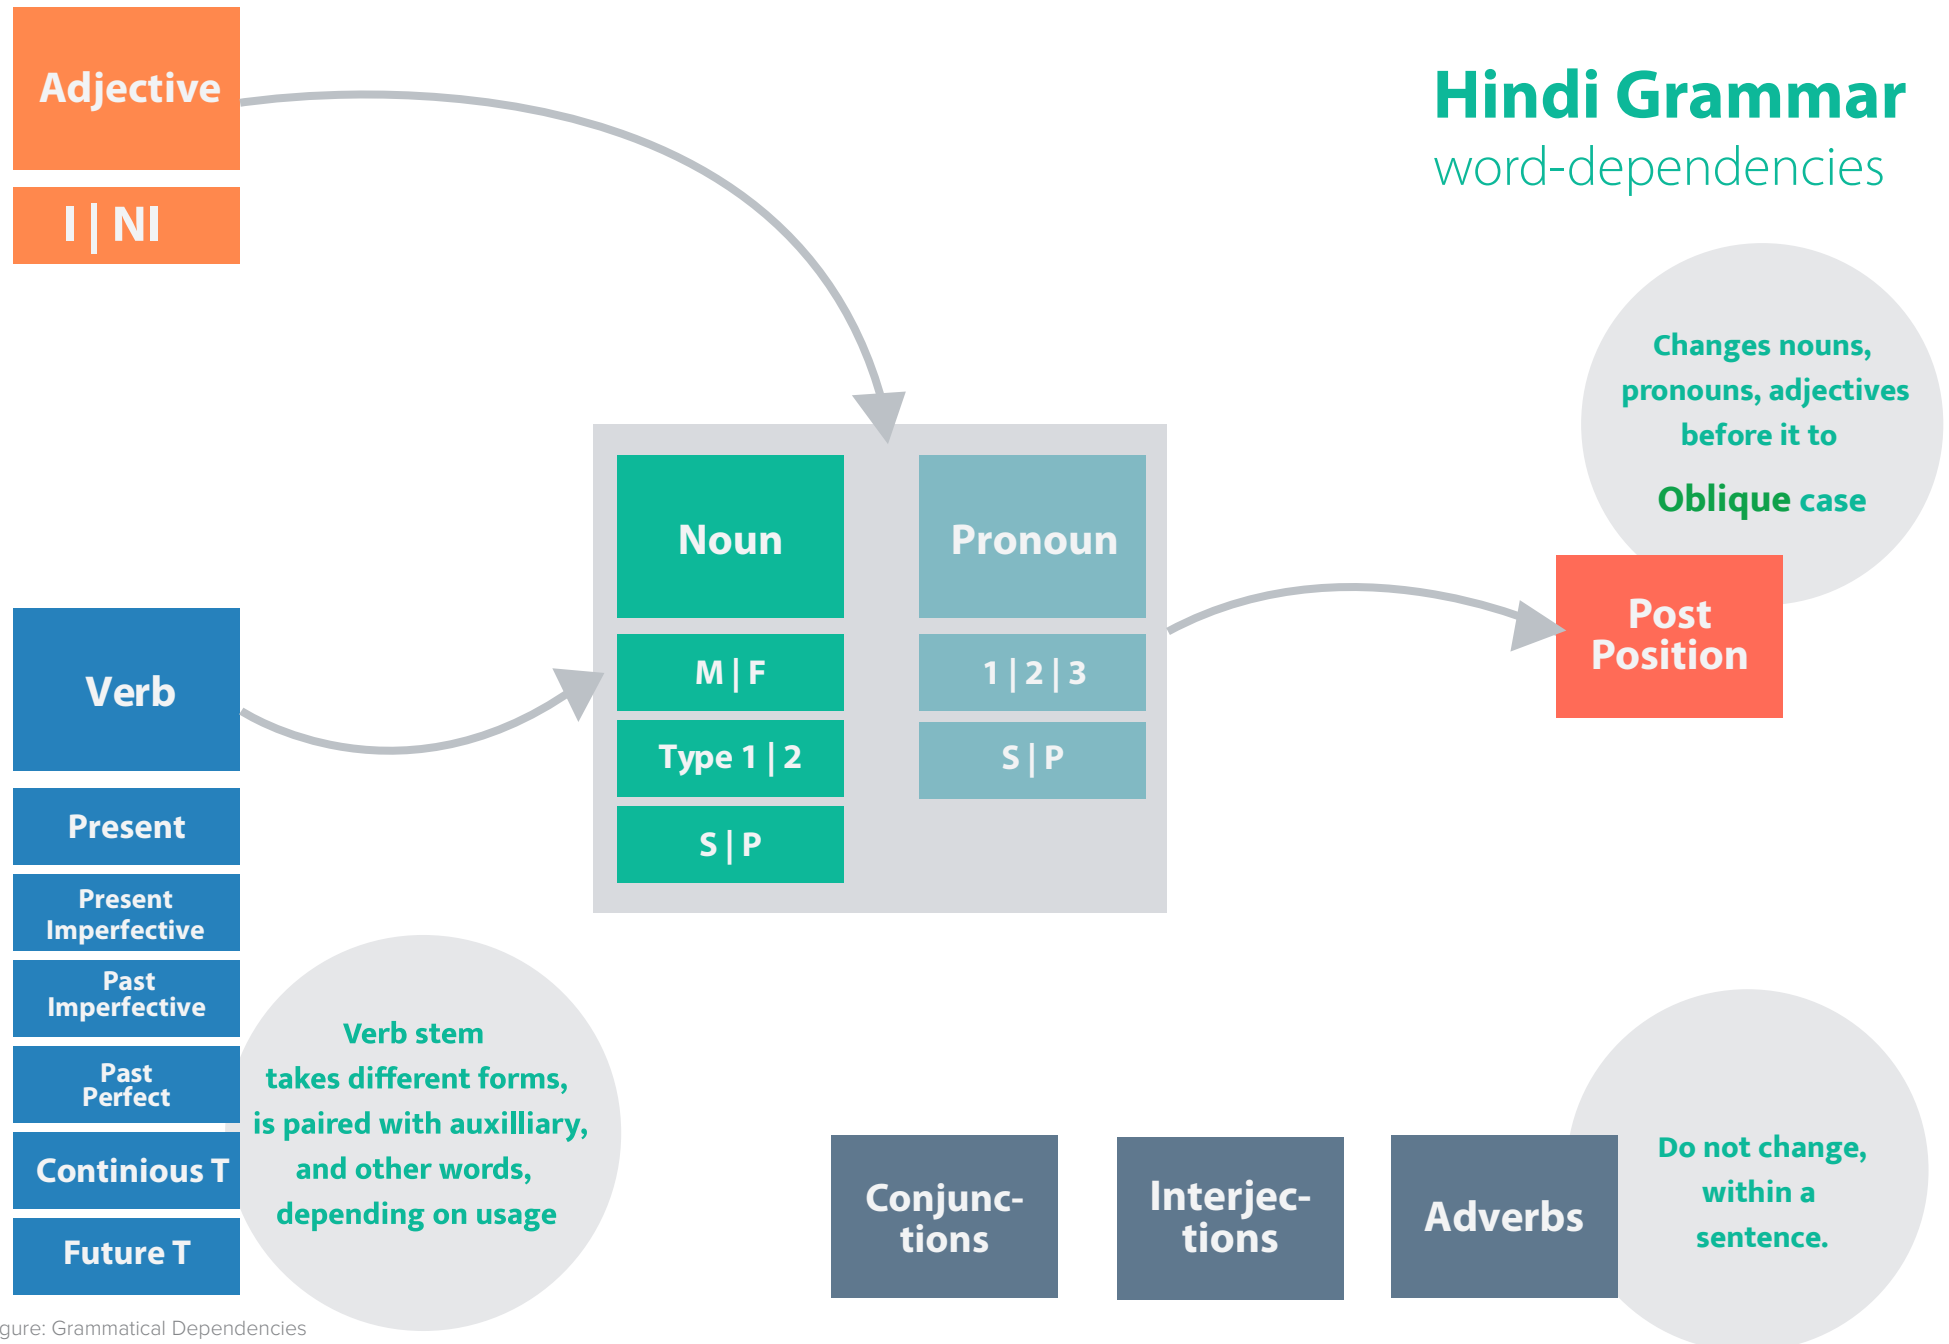 Hindi Grammar
word-dependencies
Adjective
I | NI
Changes nouns,
pronouns, adjectives
before it to
Oblique case
Post
Position
Noun
M | F
Type 1 | 2
S | P
Pronoun
1 | 2 | 3
S | P
Verb
Present
Present
Imperfective
Past
Imperfective
Past
Perfect
Continious T
Future T
Verb stem
takes different forms,
is paired with auxilliary,
and other words,
depending on usage
Conjunc-
tions
Interjec-
tions
Adverbs
Do not change,
within a
sentence.
gure: Grammatical Dependencies